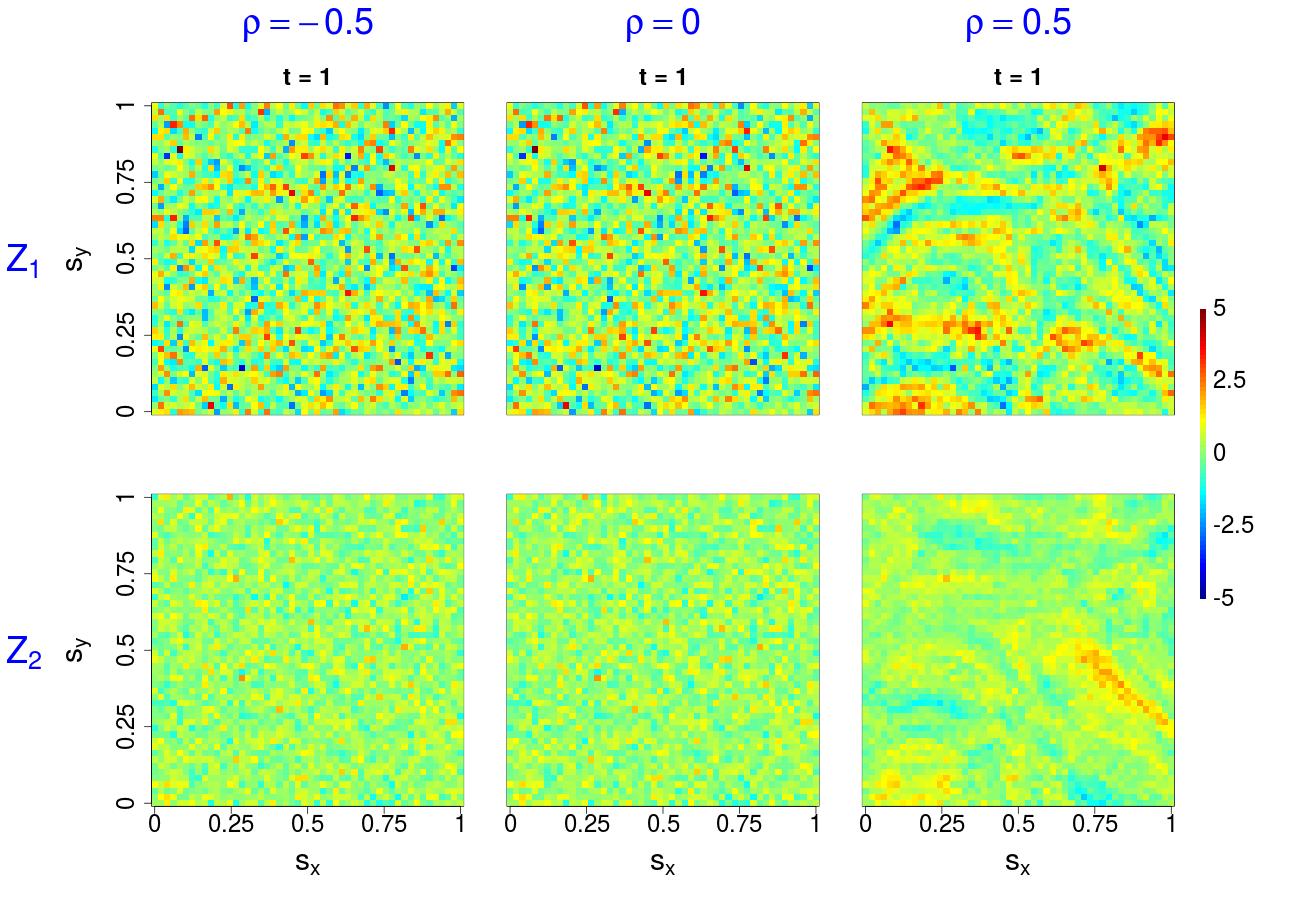 ρ = − 0.5 ρ = 0 ρ = 0.5
t = 1 t = 1 t = 1
Z1
sy
1
0.75
0.5
0.25
0
5
2.5
0
-2.5
-5
Z2
sy
1
0.75
0.5
0.25
0
0 0.25 0.5 0.75 1 0 0.25 0.5 0.75 1 0 0.25 0.5 0.75 1
sx sx sx